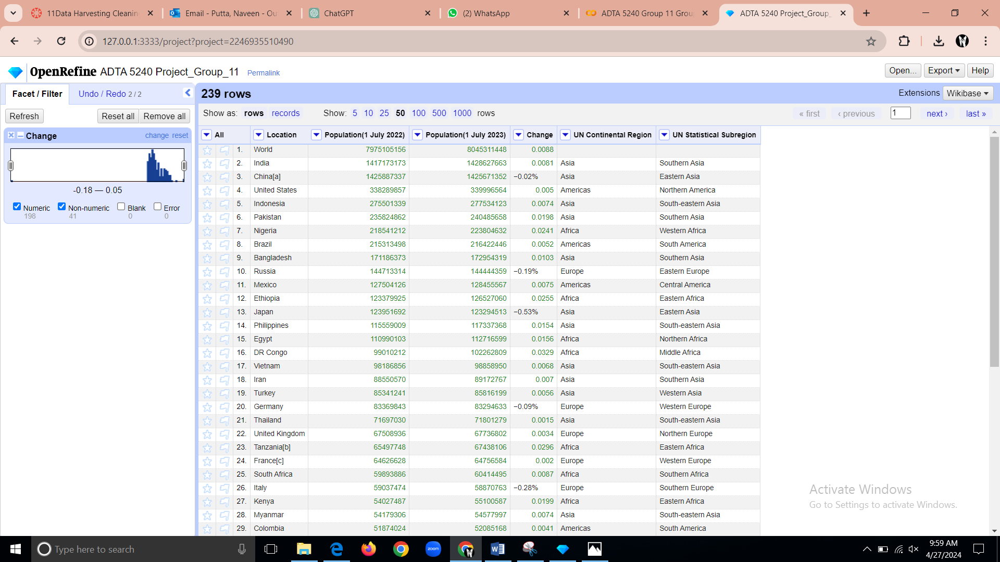 11Data Harvesting Cleanin
Email - Putta, Naveen - Ou
ChatGPT
(2) WhatsApp
ADTA 5240 Group 11 Grou
ADTA 5240 Project_Group_
127.0.0.1:3333/project?project=2246935510490
OpenRefine ADTA 5240 Project_Group_11 Permalink
Open... Export Help
Facet / Filter Undo / Redo 2 / 2
239 rows
Extensions Wikibase
Refresh Reset all Remove all
Show as: rows records Show: 5 10 25 50 100 500 1000 rows
« first ‹ previous 1 next › last »
Change change reset
-0.18 — 0.05
Numeric Non-numeric Blank Error
198 41 0 0
All Location Population(1 July 2022) Population(1 July 2023) Change UN Continental Region UN Statistical Subregion
1. World 7975105156 8045311448 0.0088
2. India 1417173173 1428627663 0.0081 Asia Southern Asia
3. China[a] 1425887337 1425671352 −0.02% Asia Eastern Asia
4. United States 338289857 339996564 0.005 Americas Northern America
5. Indonesia 275501339 277534123 0.0074 Asia South-eastern Asia
6. Pakistan 235824862 240485658 0.0198 Asia Southern Asia
7. Nigeria 218541212 223804632 0.0241 Africa Western Africa
8. Brazil 215313498 216422446 0.0052 Americas South America
9. Bangladesh 171186373 172954319 0.0103 Asia Southern Asia
10. Russia 144713314 144444359 −0.19% Europe Eastern Europe
11. Mexico 127504126 128455567 0.0075 Americas Central America
12. Ethiopia 123379925 126527060 0.0255 Africa Eastern Africa
13. Japan 123951692 123294513 −0.53% Asia Eastern Asia
14. Philippines 115559009 117337368 0.0154 Asia South-eastern Asia
15. Egypt 110990103 112716599 0.0156 Africa Northern Africa
16. DR Congo 99010212 102262809 0.0329 Africa Middle Africa
17. Vietnam 98186856 98858950 0.0068 Asia South-eastern Asia
18. Iran 88550570 89172767 0.007 Asia Southern Asia
19. Turkey 85341241 85816199 0.0056 Asia Western Asia
20. Germany 83369843 83294633 −0.09% Europe Western Europe
21. Thailand 71697030 71801279 0.0015 Asia South-eastern Asia
22. United Kingdom 67508936 67736802 0.0034 Europe Northern Europe
23. Tanzania[b] 65497748 67438106 0.0296 Africa Eastern Africa
24. France[c] 64626628 64756584 0.002 Europe Western Europe
25. South Africa 59893886 60414495 0.0087 Africa Southern Africa
26. Italy 59037474 58870763 −0.28% Europe Southern Europe
27. Kenya 54027487 55100587 0.0199 Africa Eastern Africa
28. Myanmar 54179306 54577997 0.0074 Asia South-eastern Asia
29. Colombia 51874024 52085168 0.0041 Americas South America
Activate Windows
Go to Settings to activate Windows.
Type here to search
zoom
9:59 AM
4/27/2024